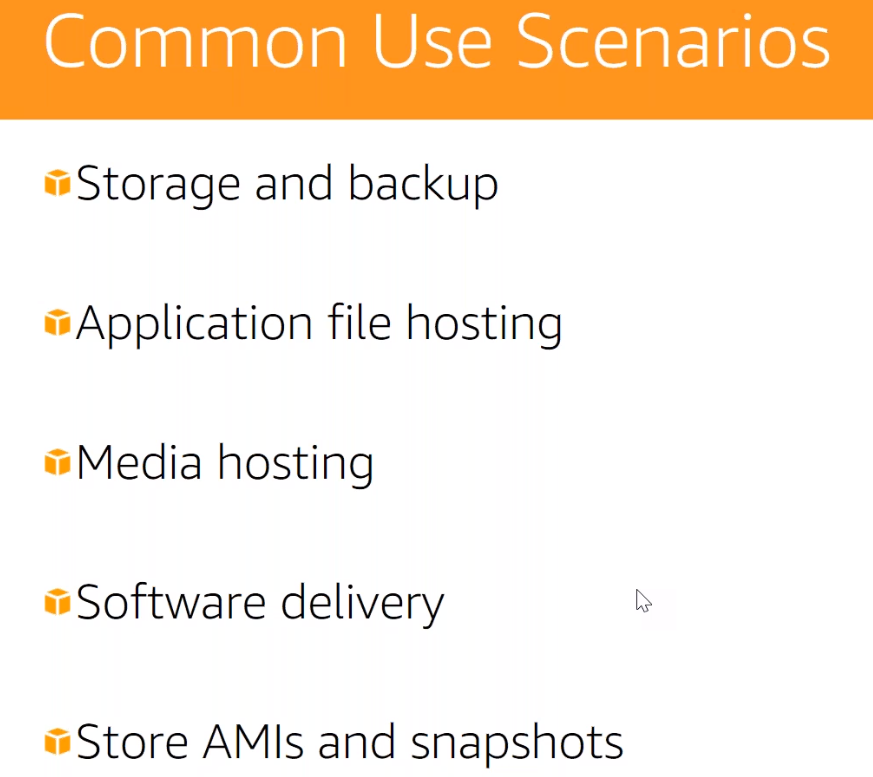 Common Use Scenarios
Storage and backup
Application file hosting
Media hosting
Software delivery
Store AMIs and snapshots